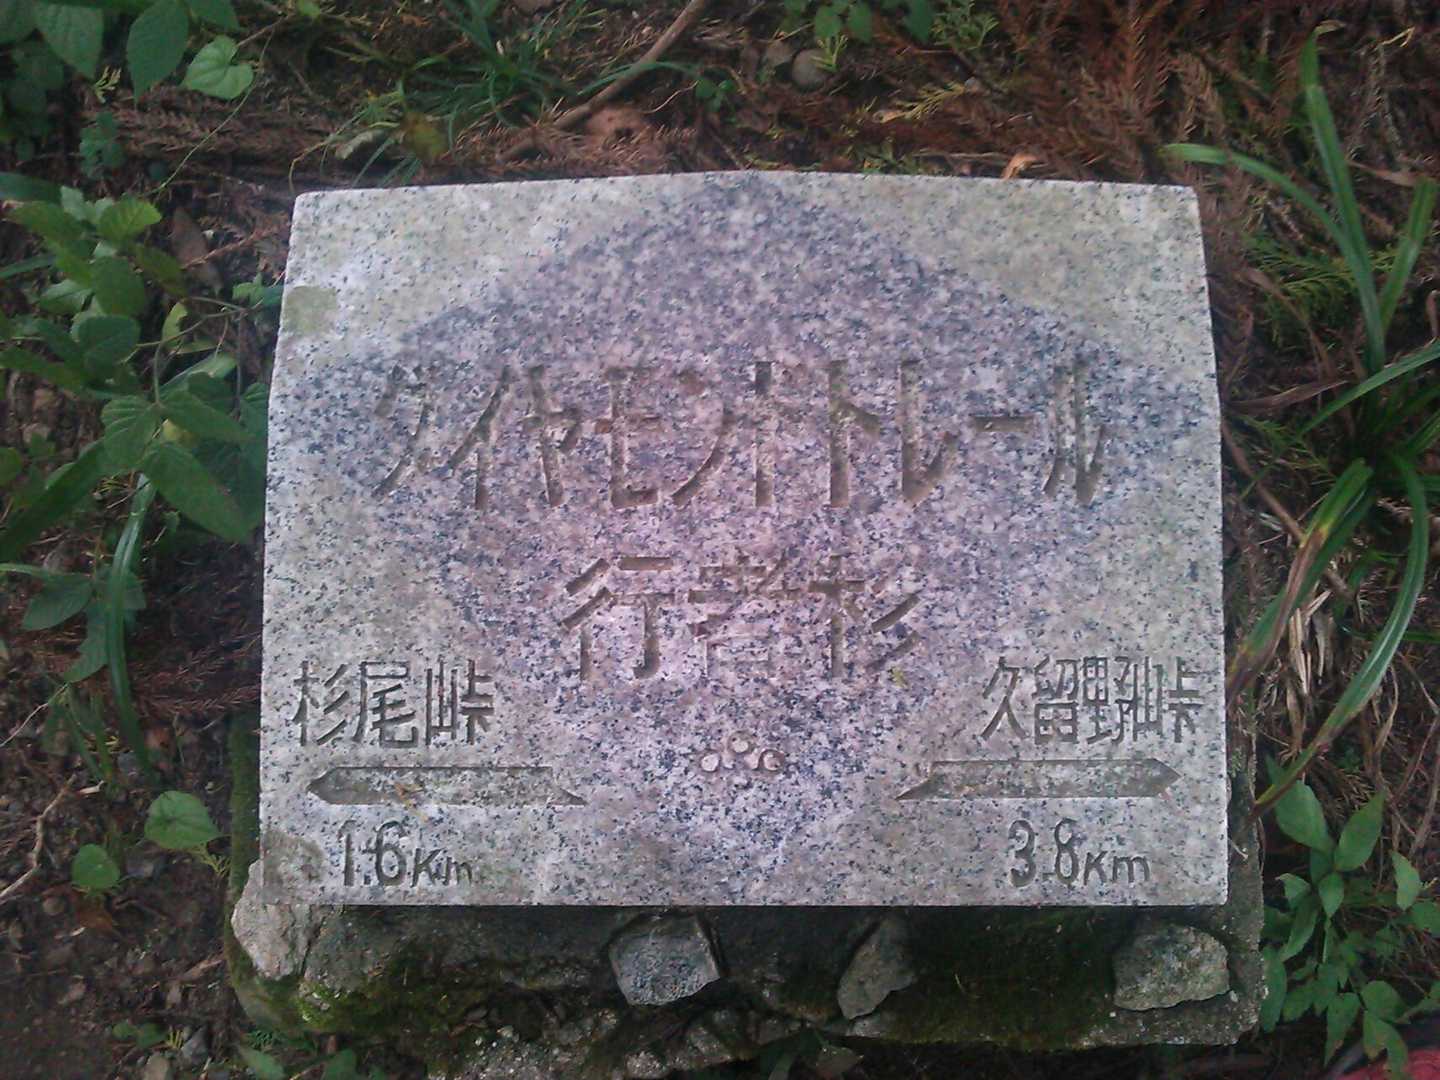 ダイヤモンドトレール
行者杉
杉尾峠 久留野峠
1.6Km 3.8Km